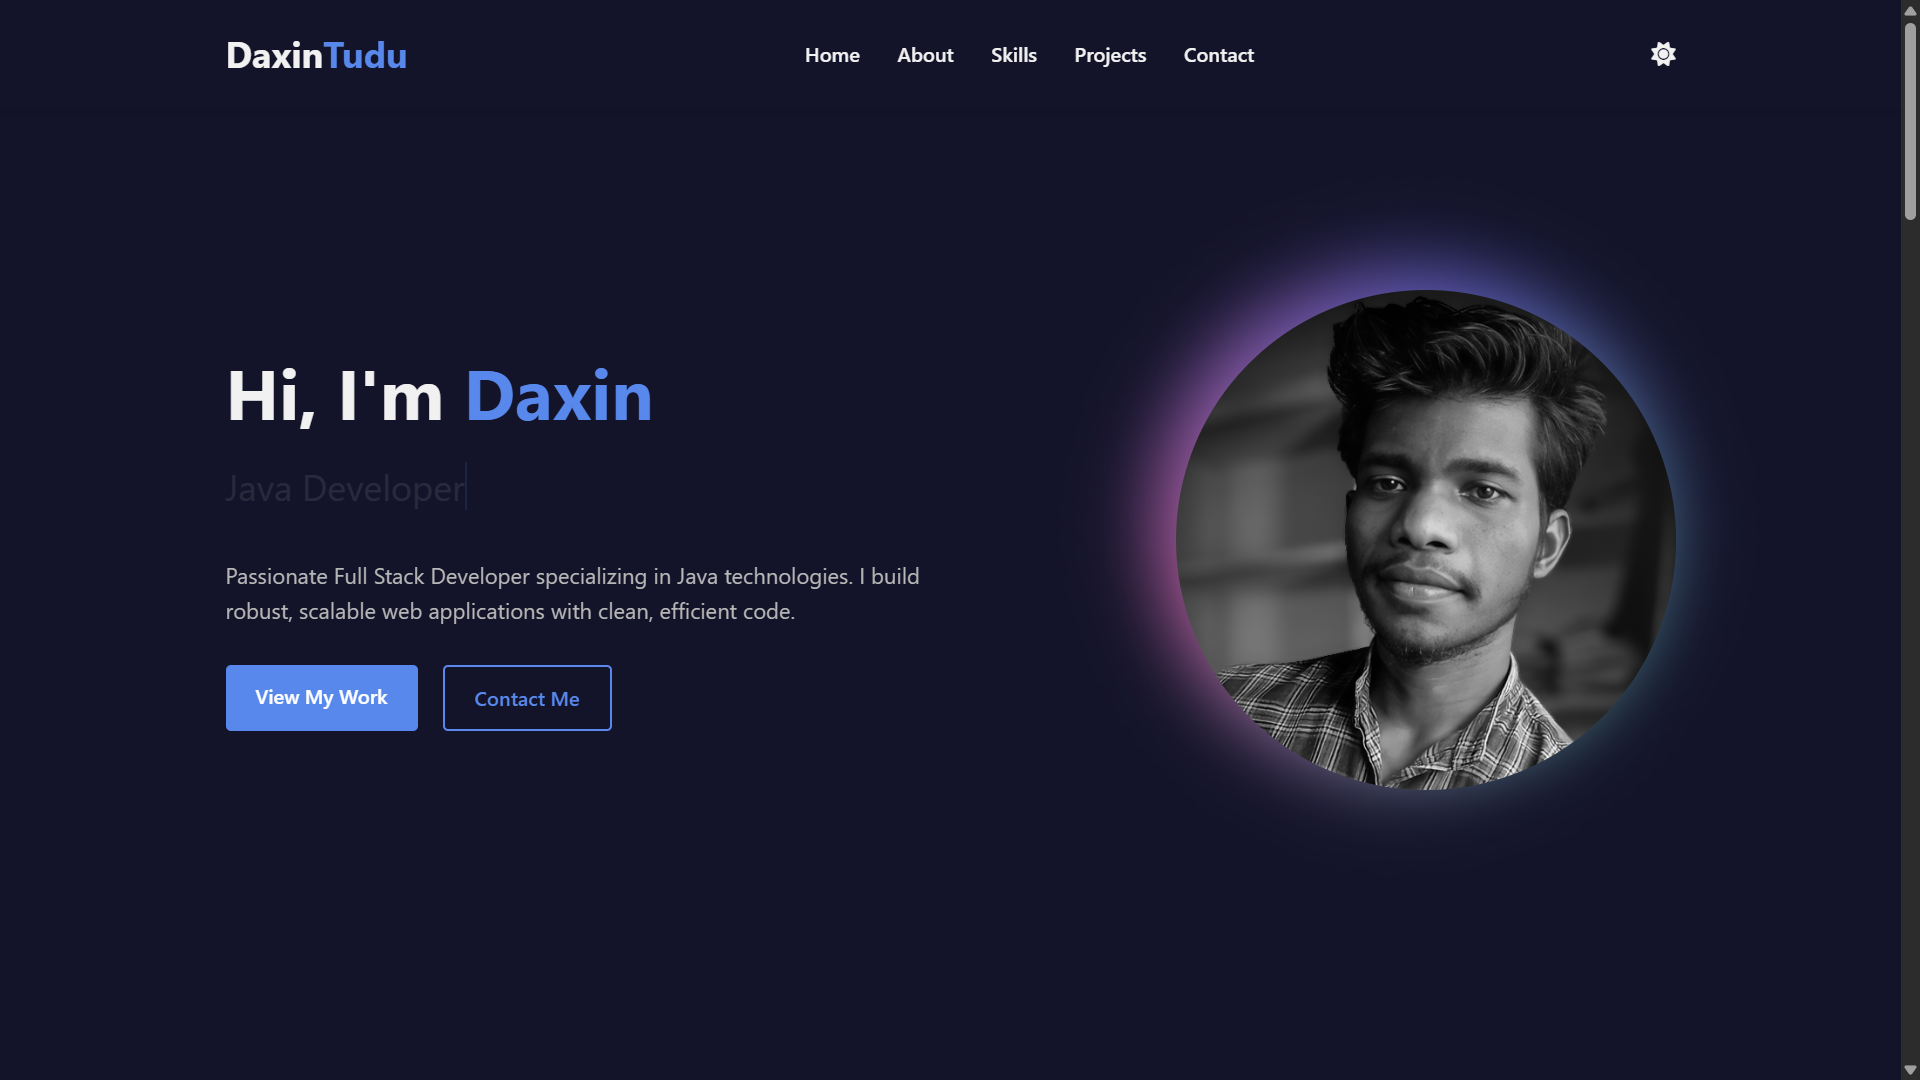 DaxinTudu
Home About Skills Projects Contact
Hi, I'm Daxin
Java Developer
Passionate Full Stack Developer specializing in Java technologies. I build
robust, scalable web applications with clean, efficient code.
View My Work Contact Me